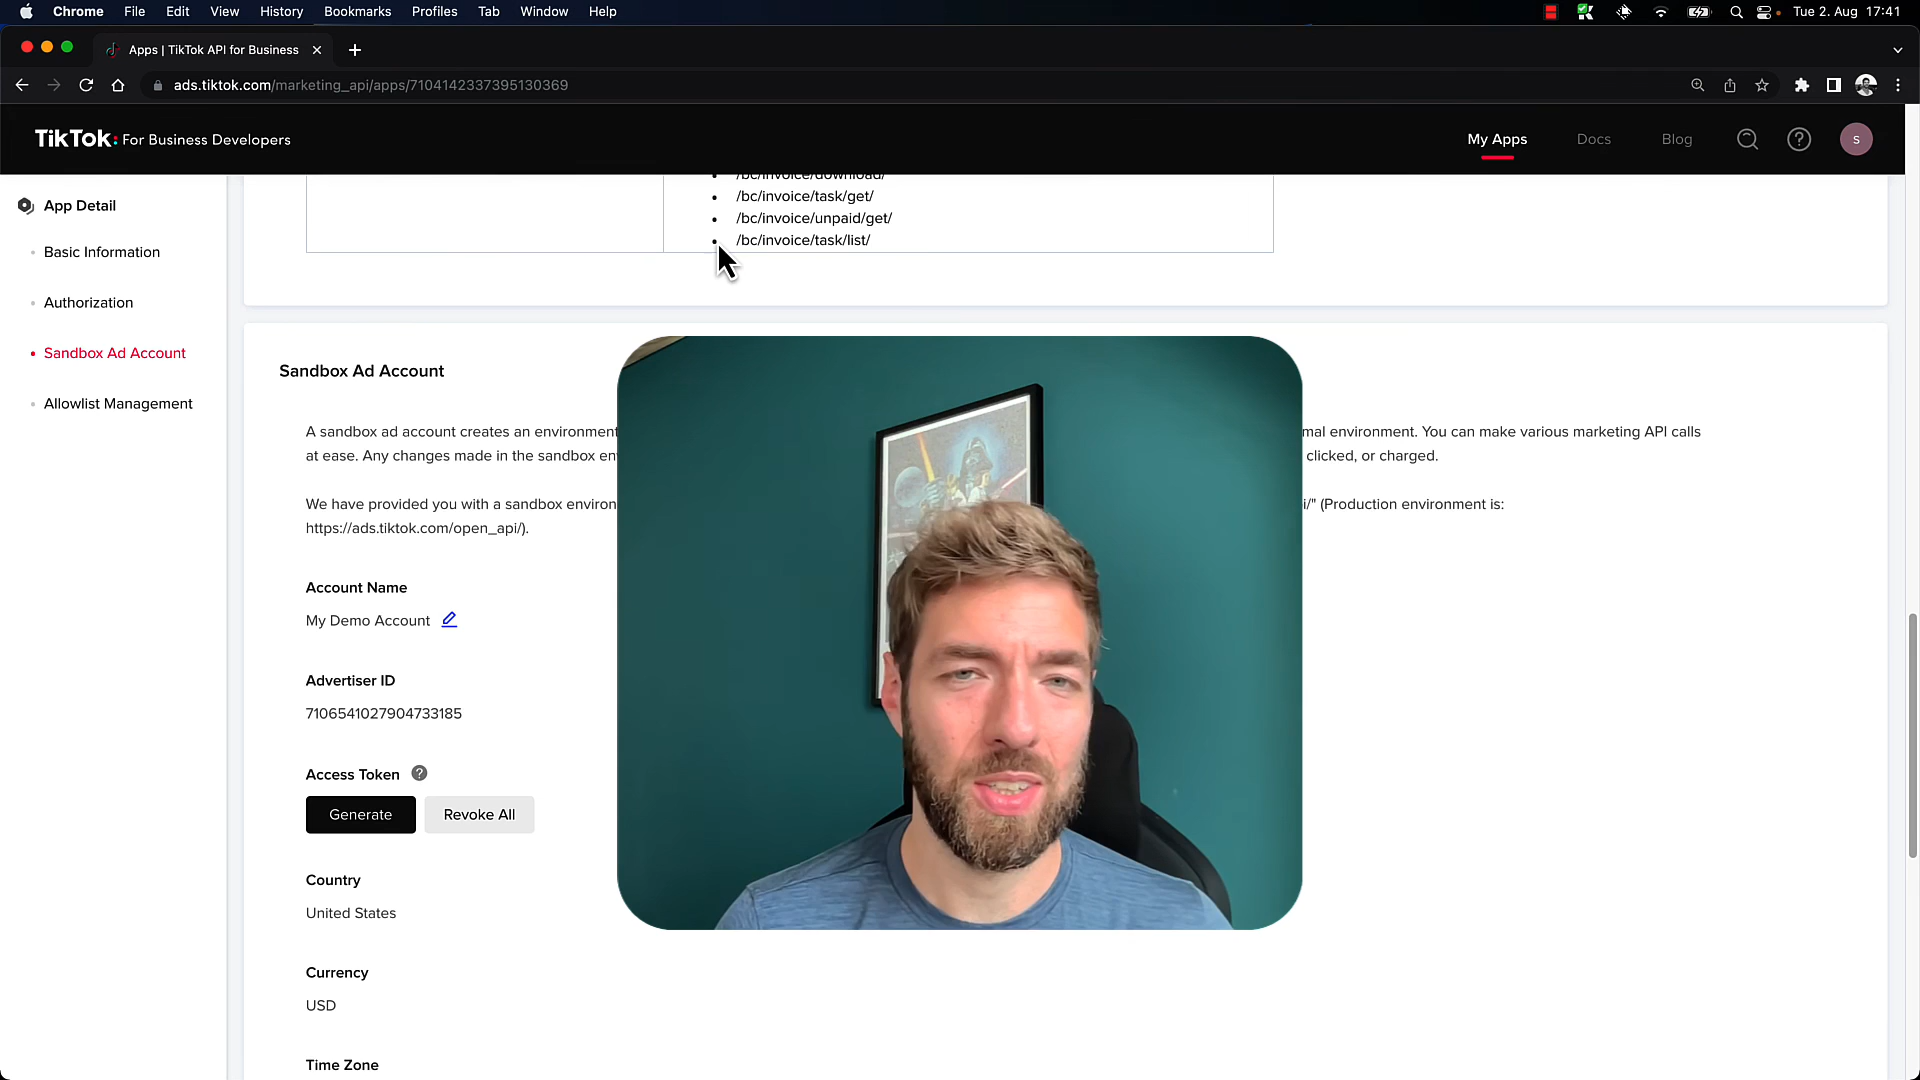 Chrome File Edit View History Bookmarks Profiles Tab Window Help Tue 2. Aug 17:41
Apps | TikTok API for Business
ads.tiktok.com/marketing_api/apps/7104142337395130369
TikTok: For Business Developers My Apps Docs Blog S
App Detail
Basic Information
Authorization
Sandbox Ad Account
Allowlist Management
/bc/invoice/download/
/bc/invoice/task/get/
/bc/invoice/unpaid/get/
/bc/invoice/task/list/
Sandbox Ad Account
A sandbox ad account creates an environment mal environment. You can make various marketing API calls
at ease. Any changes made in the sandbox en clicked, or charged.
We have provided you with a sandbox environ i/" (Production environment is:
https://ads.tiktok.com/open_api/).
Account Name
My Demo Account
Advertiser ID
7106541027904733185
Access Token ?
Generate Revoke All
Country
United States
Currency
USD
Time Zone